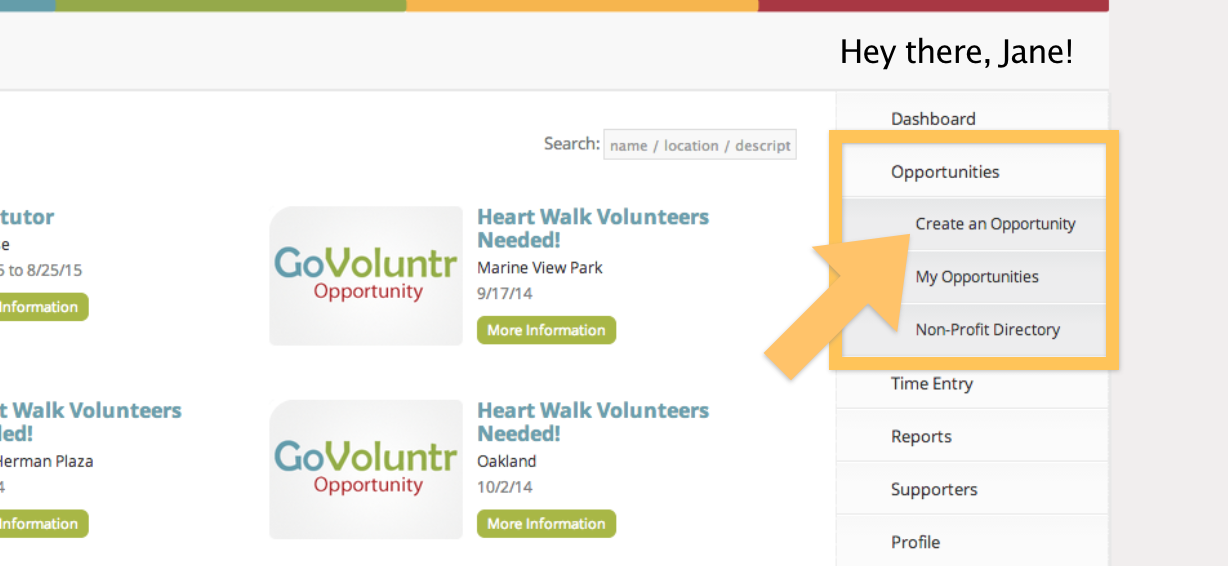 Hey there, Jane!
Search: name / location / descript
tutor
5 to 8/25/15
Information
GoVoluntr
Opportunity
Heart Walk Volunteers
Needed!
Marine View Park
9/17/14
More Information
t Walk Volunteers
ed!
Herman Plaza
4
Information
GoVoluntr
Opportunity
Heart Walk Volunteers
Needed!
Oakland
10/2/14
More Information
Dashboard
Opportunities
Create an Opportunity
My Opportunities
Non-Profit Directory
Time Entry
Reports
Supporters
Profile